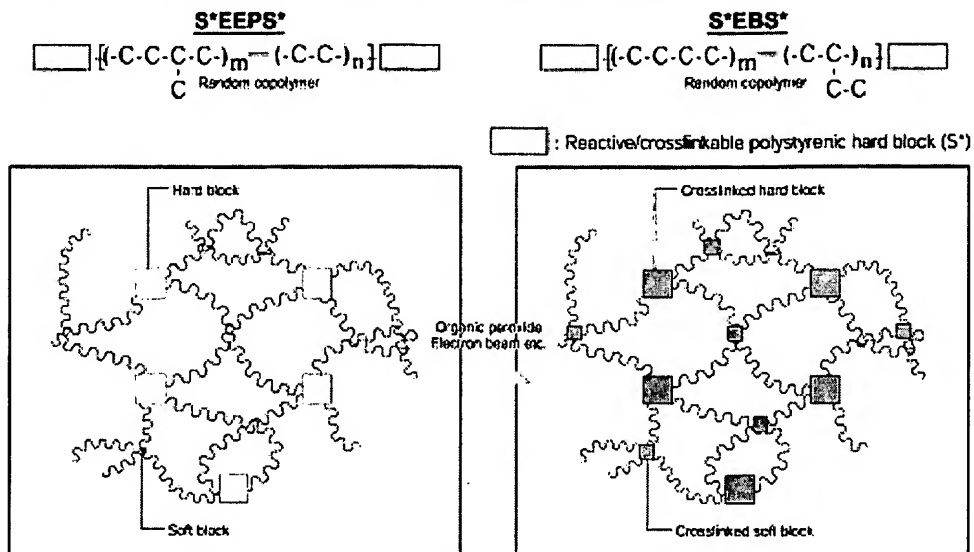 S*EEPS*
[(-C-C-C-C-)m — (-C-C-)n]
C
Random copolymer
S*EBS*
[(-C-C-C-C-)m — (-C-C-)n]
C-C
Random copolymer
: Reactive/crosslinkable polystyrenic hard block (S*)
Hard block
Soft block
Organic peroxide
Electron beam etc.
Crosslinked hard block
Crosslinked soft block